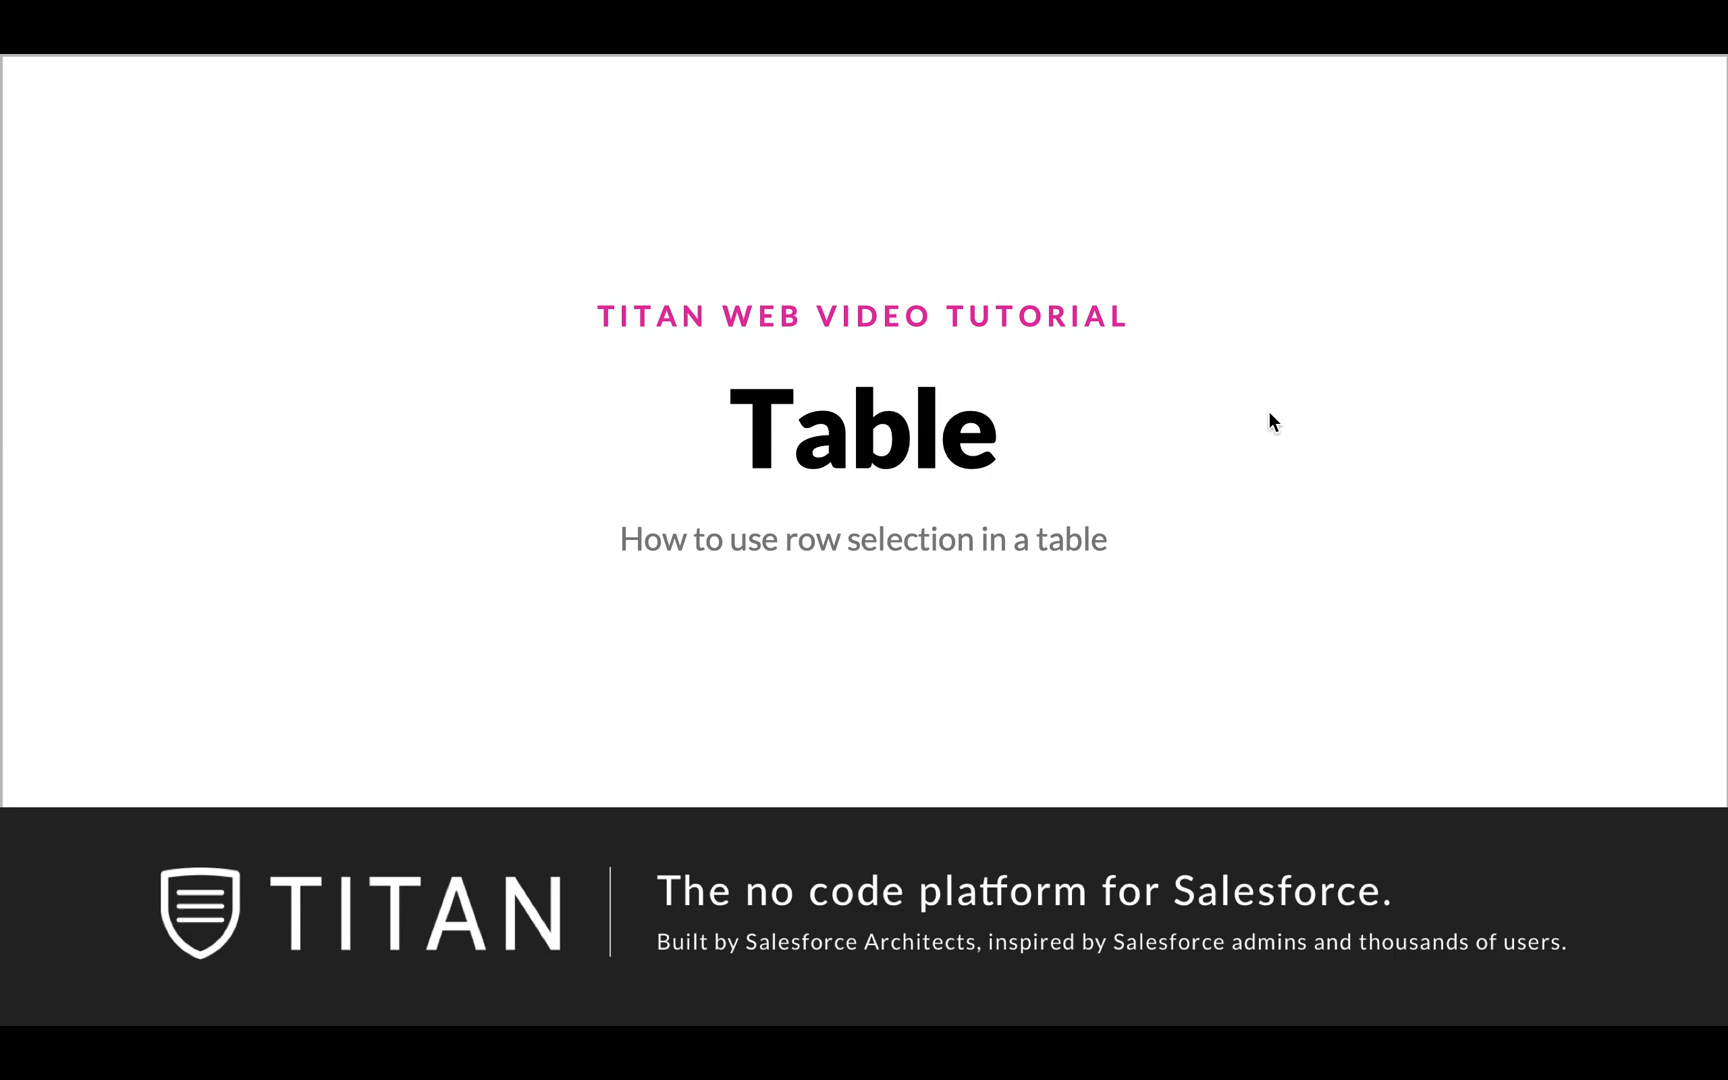 TITAN WEB VIDEO TUTORIAL
Table
How to use row selection in a table
TITAN
The no code platform for Salesforce.
Built by Salesforce Architects, inspired by Salesforce admins and thousands of users.